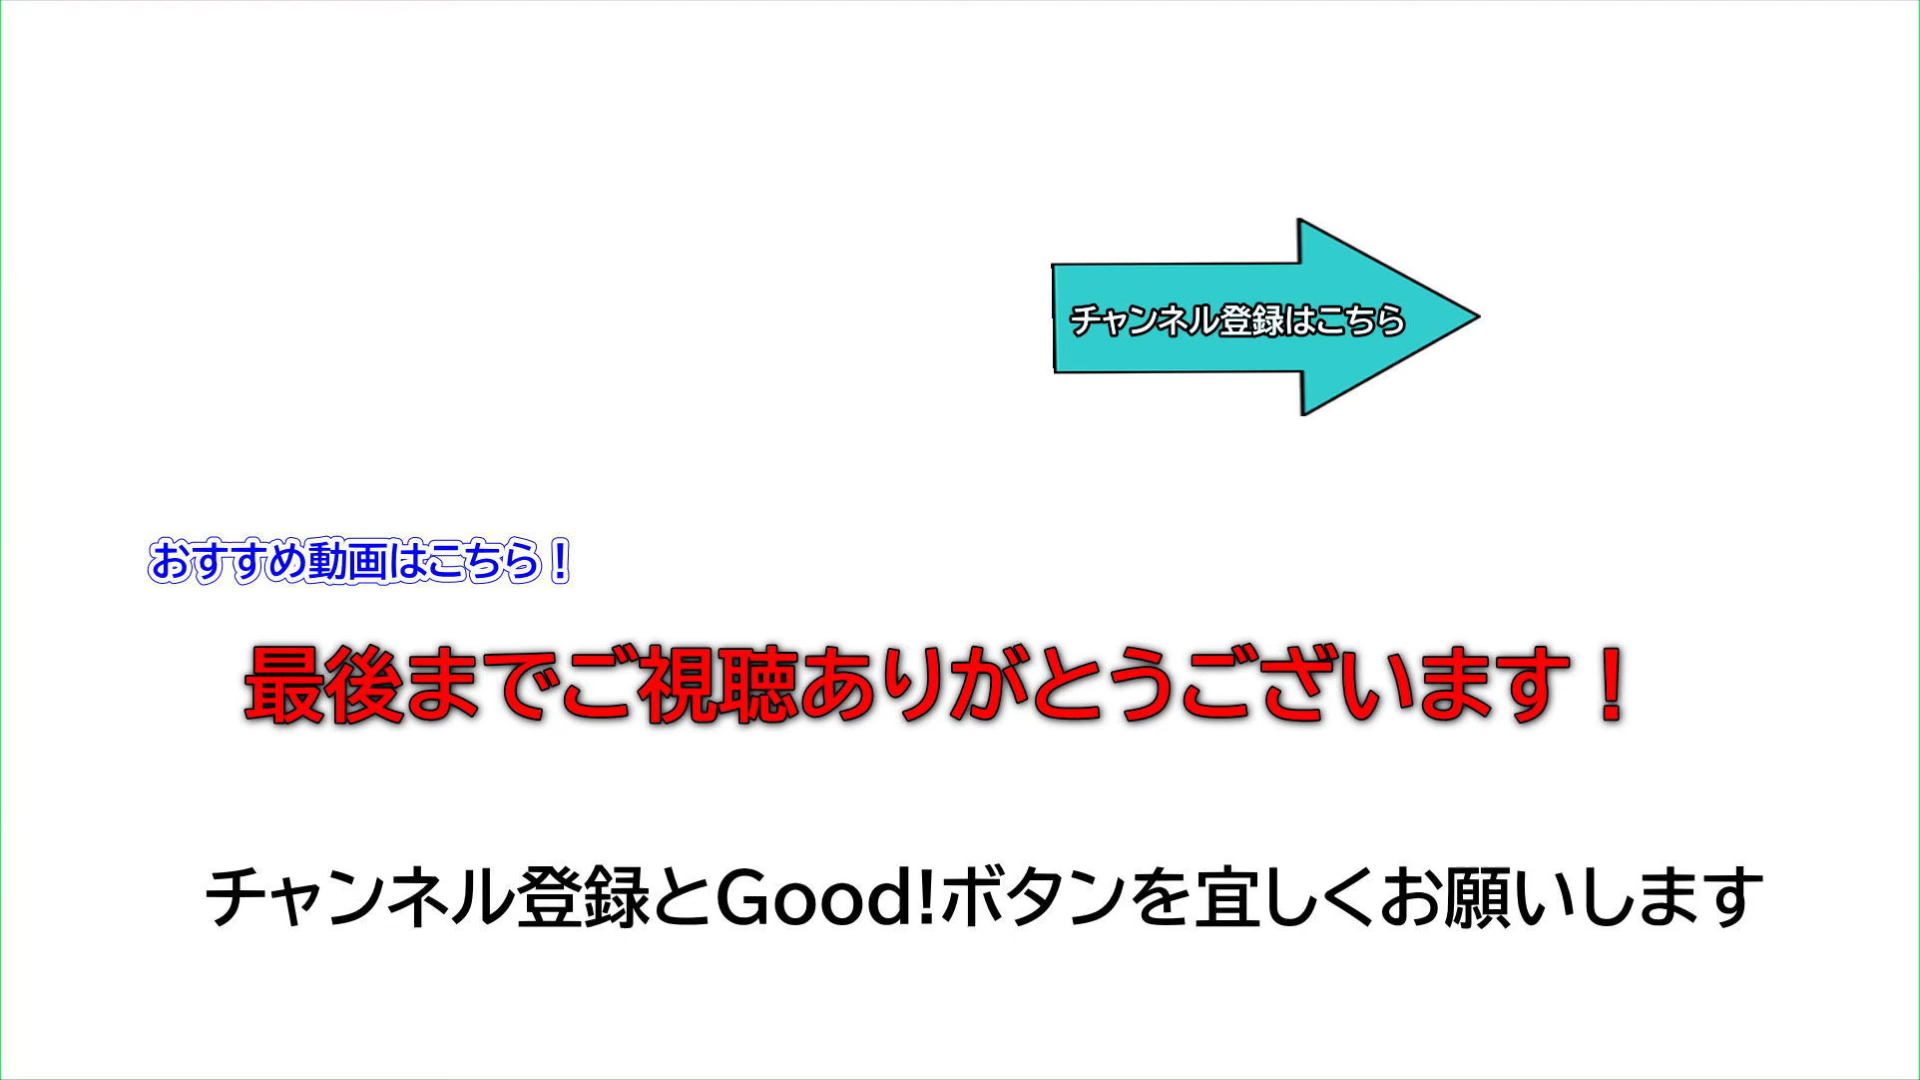 チャンネル登録はこちら
おすすめ動画はこちら！
最後までご視聴ありがとうございます！
チャンネル登録とGood!ボタンを宜しくお願いします